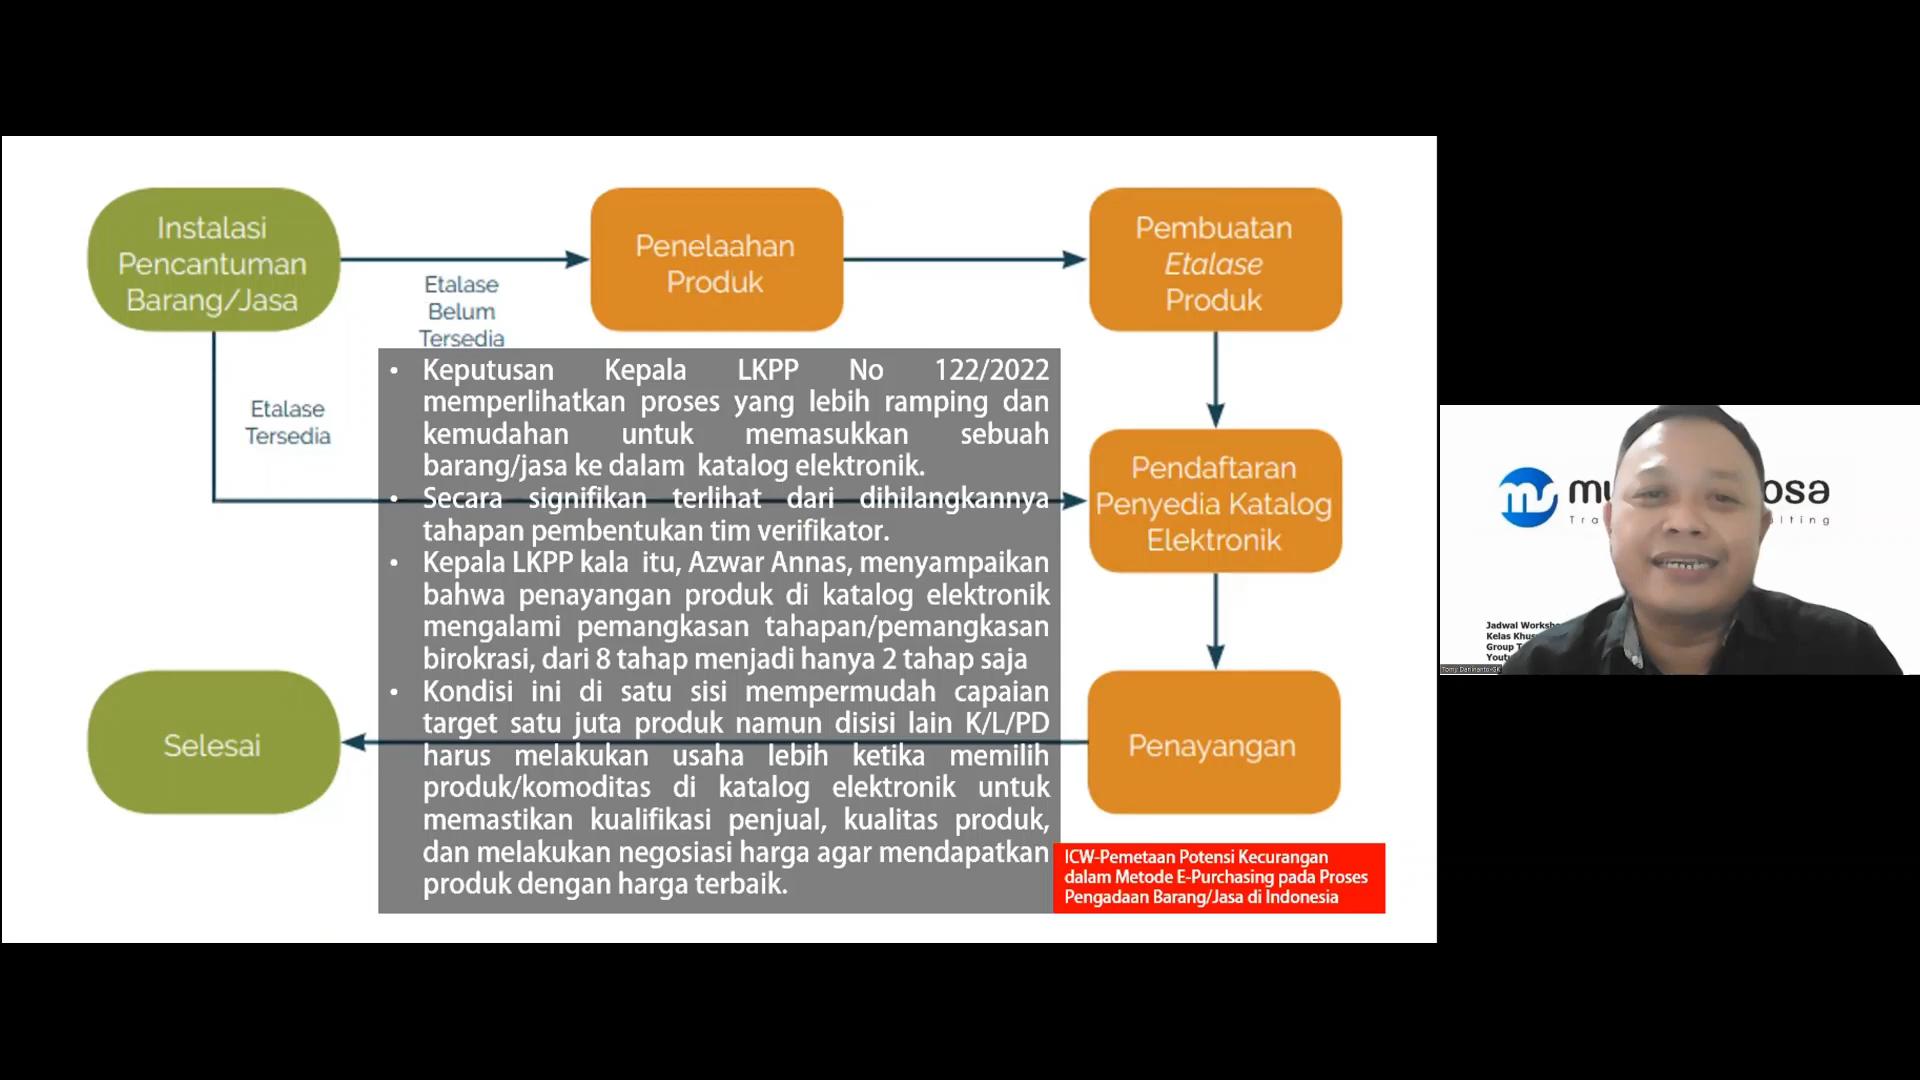 Instalasi
Pencantuman
Barang/Jasa
Etalase
Belum
Tersedia
Penelaahan
Produk
Pembuatan
Etalase
Produk
Etalase
Tersedia
• Keputusan Kepala LKPP No 122/2022
memperlihatkan proses yang lebih ramping dan
kemudahan untuk memasukkan sebuah
barang/jasa ke dalam katalog elektronik.
• Secara signifikan terlihat dari dihilangkannya
tahapan pembentukan tim verifikator.
• Kepala LKPP kala itu, Azwar Annas, menyampaikan
bahwa penayangan produk di katalog elektronik
mengalami pemangkasan tahapan/pemangkasan
birokrasi, dari 8 tahap menjadi hanya 2 tahap saja
• Kondisi ini di satu sisi mempermudah capaian
target satu juta produk namun disisi lain K/L/PD
harus melakukan usaha lebih ketika memilih
produk/komoditas di katalog elektronik untuk
memastikan kualifikasi penjual, kualitas produk,
dan melakukan negosiasi harga agar mendapatkan
produk dengan harga terbaik.
Pendaftaran
Penyedia Katalog
Elektronik
Penayangan
Selesai
ICW-Pemetaan Potensi Kecurangan
dalam Metode E-Purchasing pada Proses
Pengadaan Barang/Jasa di Indonesia
Jadwal
Kelas
Group